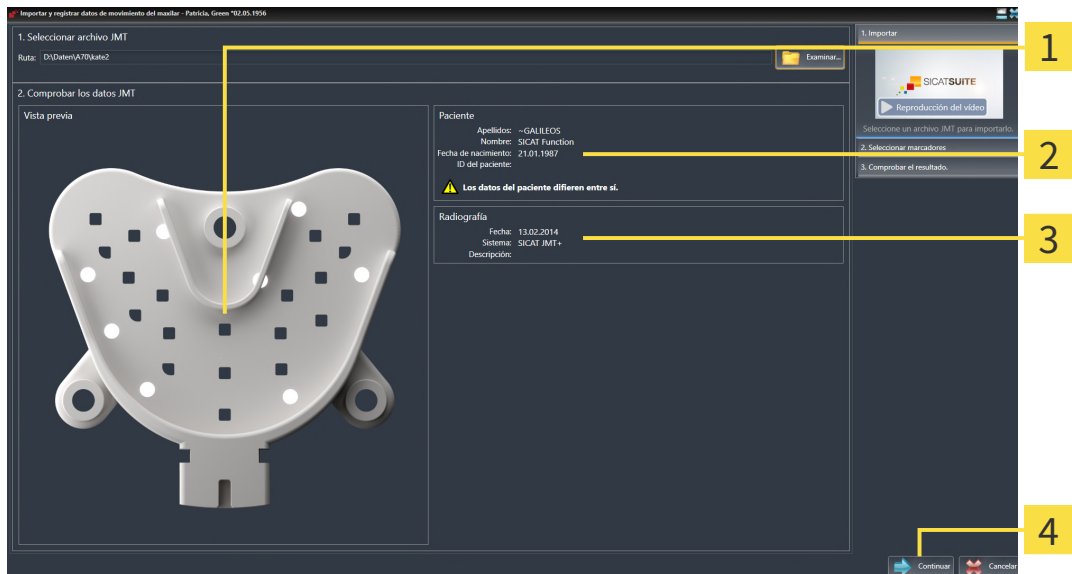 Importar y registrar datos de movimiento del maxilar - Patricia, Green *02.05.1956
1. Seleccionar archivo JMT
Ruta: D:\Daten\A70\kate2
Examinar...
2. Comprobar los datos JMT
Vista previa
Paciente
Apellidos: ~GALILEOS
Nombre: SICAT Function
Fecha de nacimiento: 21.01.1987
ID del paciente:
Los datos del paciente difieren entre sí.
Radiografía
Fecha: 13.02.2014
Sistema: SICAT JMT+
Descripción:
1. Importar
SICATSUITE
Reproducción del vídeo
Seleccione un archivo JMT para importarlo.
2. Seleccionar marcadores
3. Comprobar el resultado.
Continuar
Cancelar
1
2
3
4